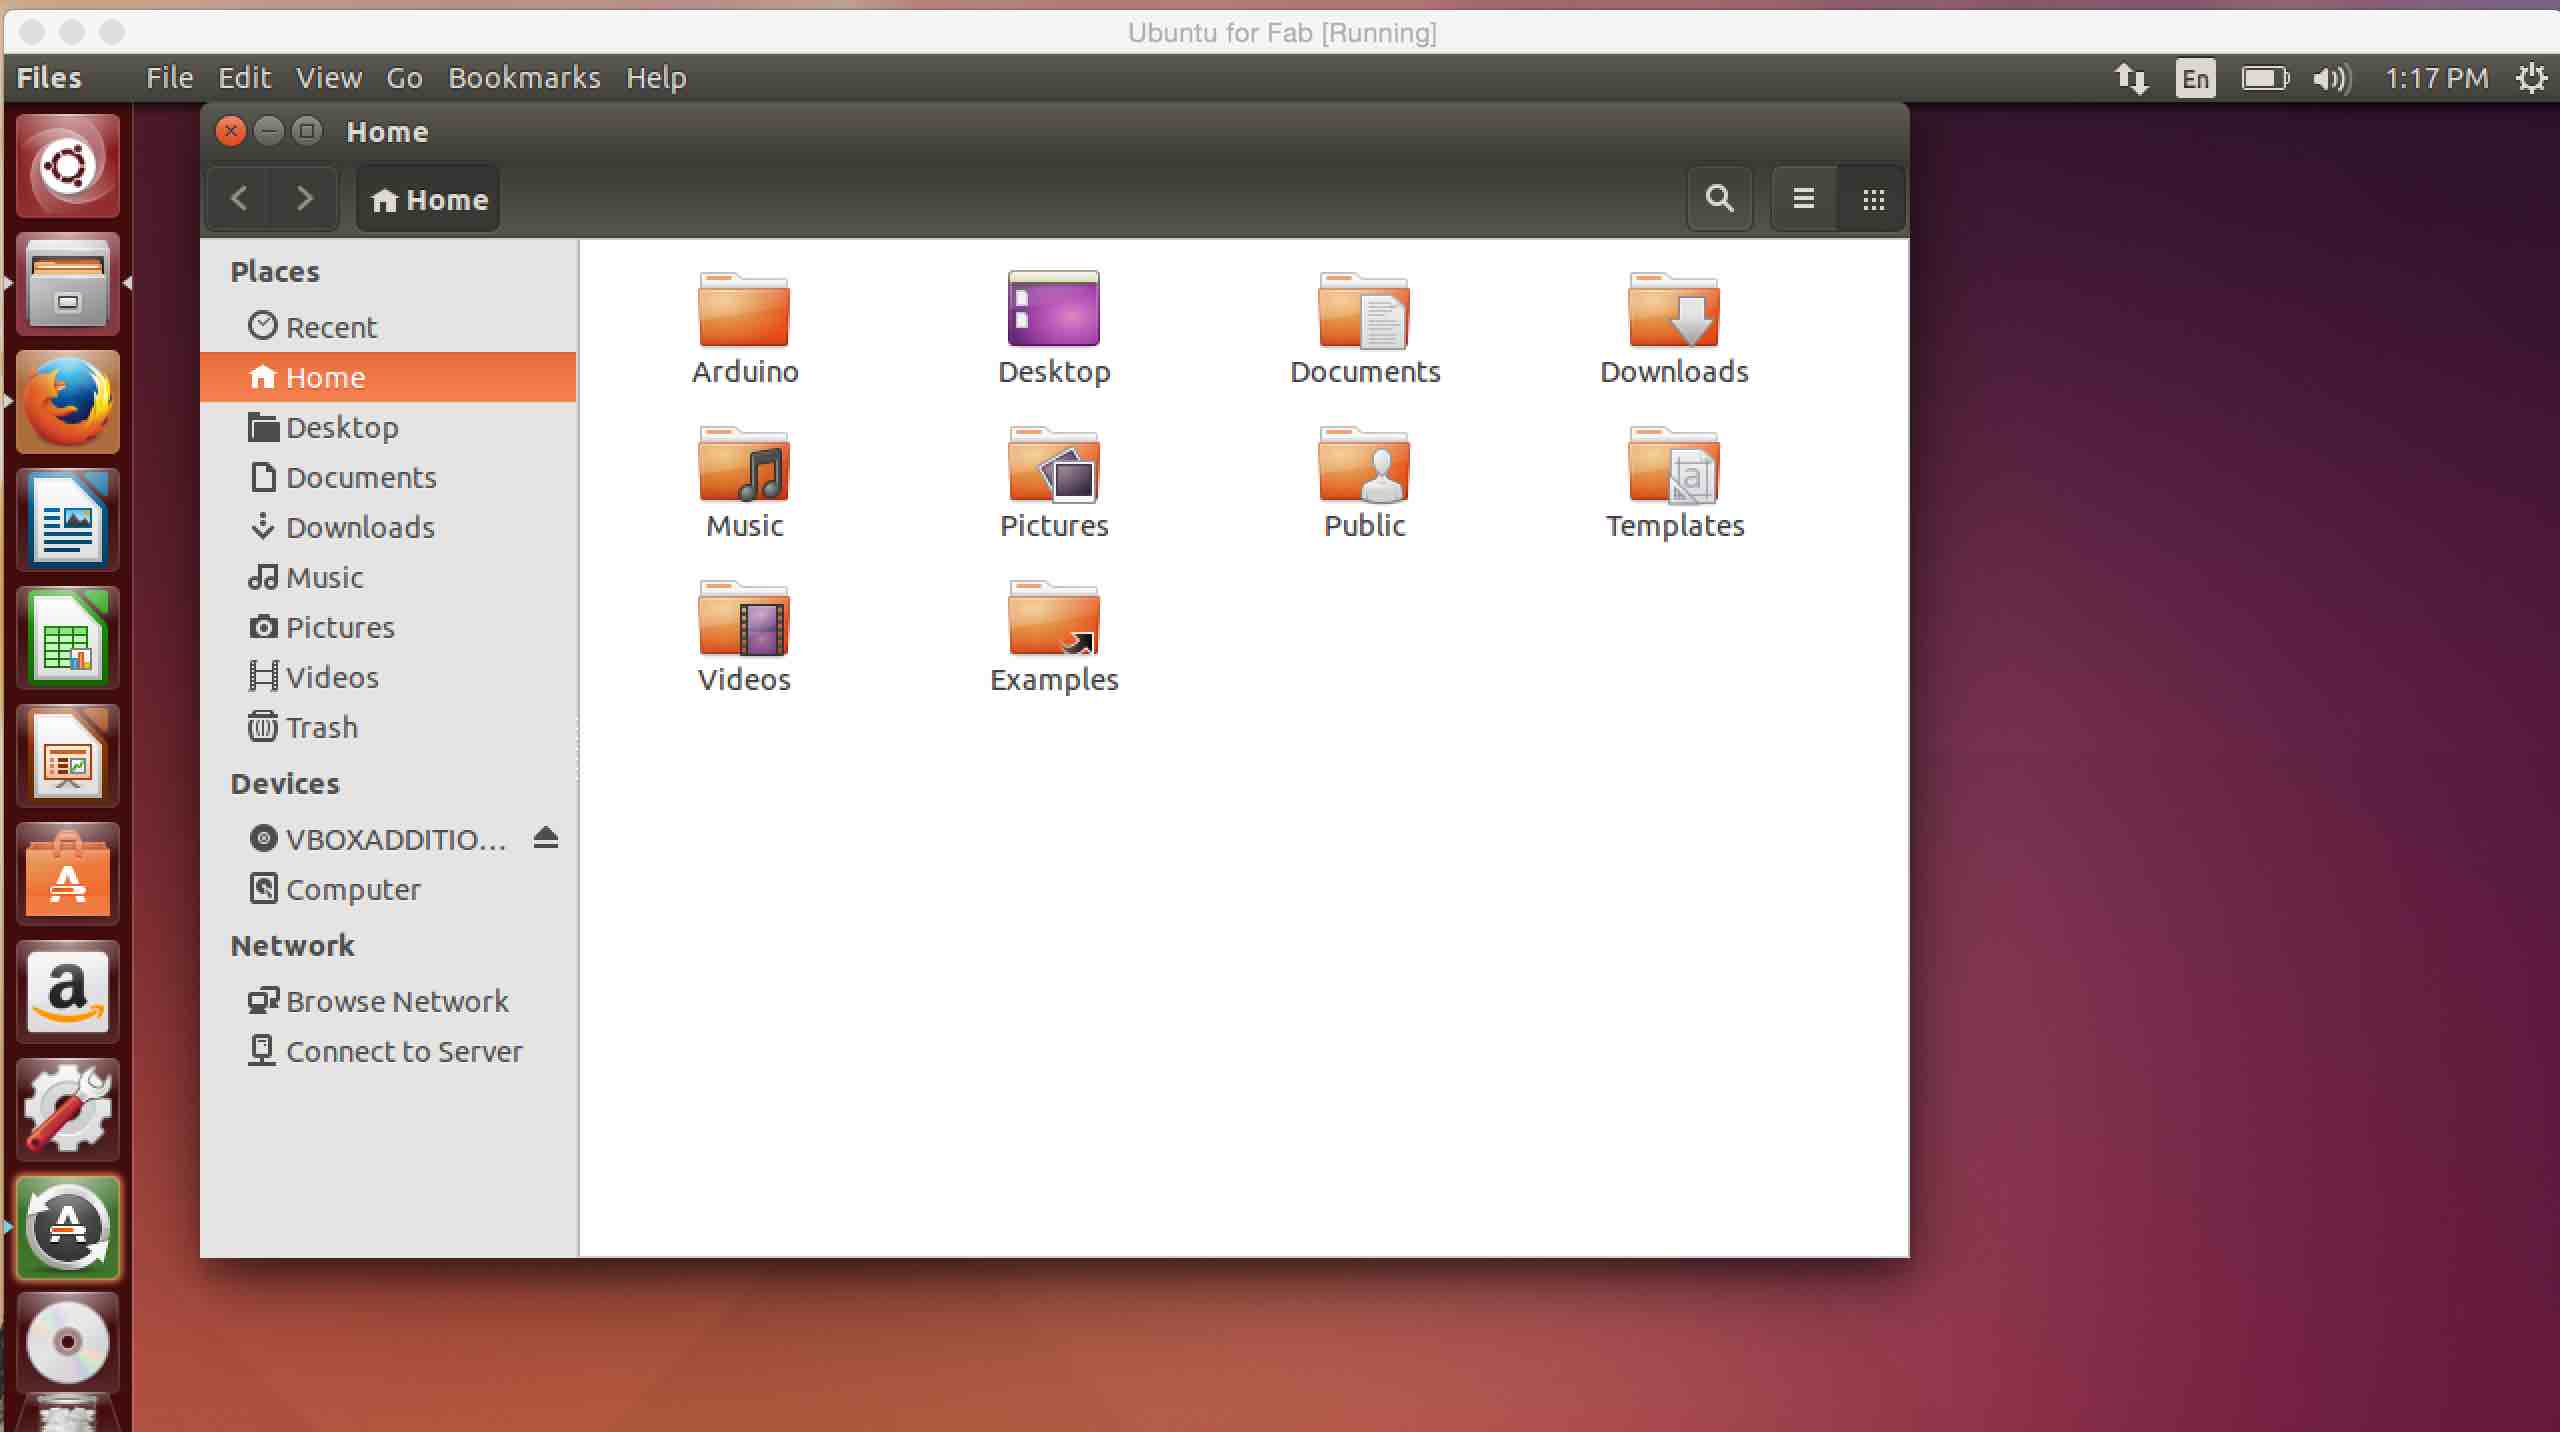 Ubuntu for Fab [Running]
Files File Edit View Go Bookmarks Help En 1:17 PM
Home
Home
Places
Recent
Home
Desktop
Documents
Downloads
Music
Pictures
Videos
Trash
Devices
VBOXADDITIO...
Computer
Network
Browse Network
Connect to Server
Arduino Desktop Documents Downloads
Music Pictures Public Templates
Videos Examples